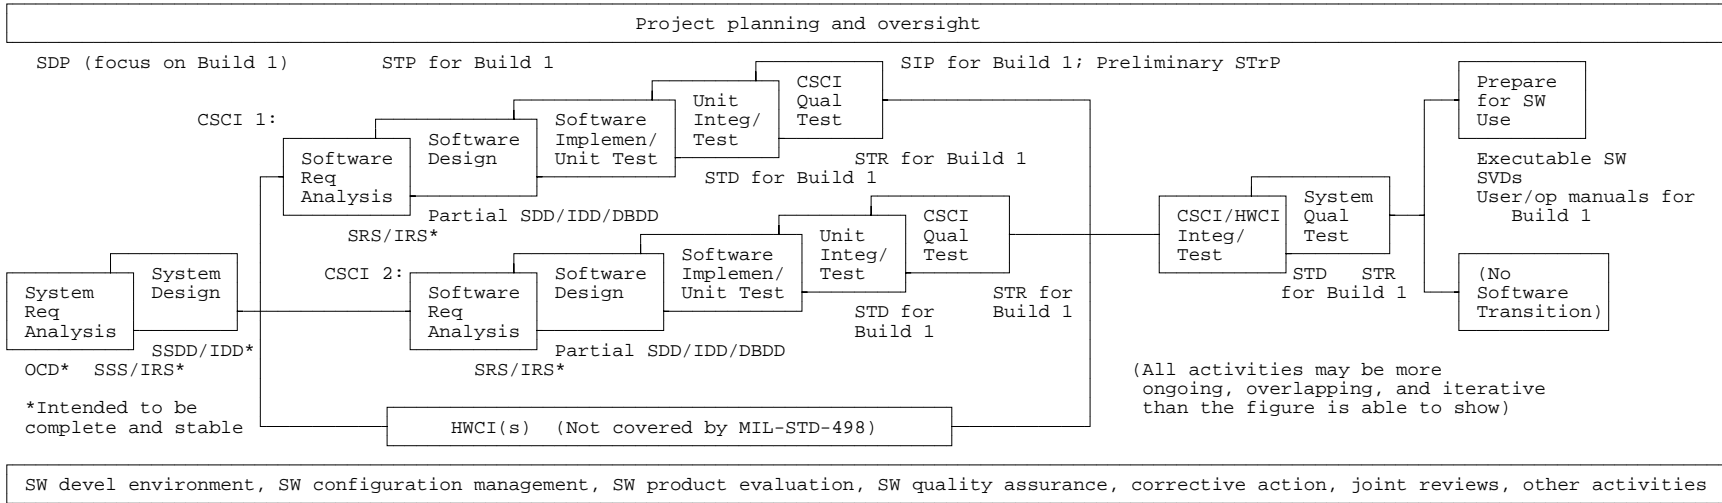 Project planning and oversight
SDP (focus on Build 1)
STP for Build 1
SIP for Build 1; Preliminary STrP
CSCI 1:
Software
Req
Analysis
Software
Design
Software
Implemen/
Unit Test
Unit
Integ/
Test
CSCI
Qual
Test
STR for Build 1
STD for Build 1
Partial SDD/IDD/DBDD
SRS/IRS*
System
Req
Analysis
System
Design
SSDD/IDD*
OCD* SSS/IRS*
*Intended to be
complete and stable
CSCI 2:
Software
Req
Analysis
Software
Design
Software
Implemen/
Unit Test
Unit
Integ/
Test
CSCI
Qual
Test
STR for
Build 1
STD for
Build 1
Partial SDD/IDD/DBDD
SRS/IRS*
HWCI(s) (Not covered by MIL-STD-498)
CSCI/HWCI
Integ/
Test
System
Qual
Test
STD STR
for Build 1
Prepare
for SW
Use
Executable SW
SVDs
User/op manuals for
Build 1
(No
Software
Transition)
(All activities may be more
ongoing, overlapping, and iterative
than the figure is able to show)
SW devel environment, SW configuration management, SW product evaluation, SW quality assurance, corrective action, joint reviews, other activities